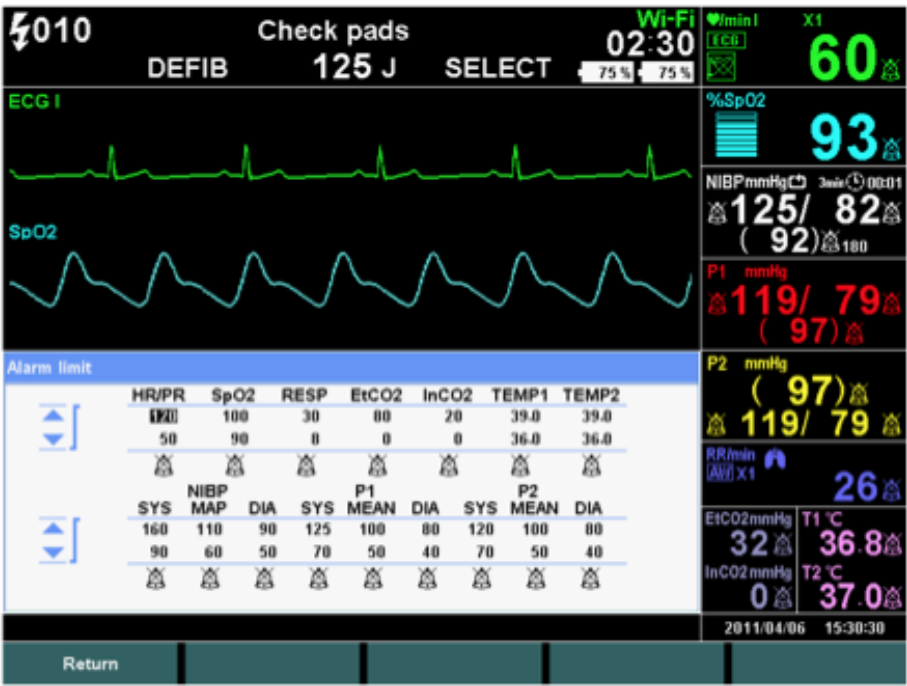 010 Check pads Wi-Fi
02:30
DEFIB 125 J SELECT 75 % 75 %
ECG I
SpO2
/min I X1
ECG
60
%SpO2
93
NIBP mmHg 3min 00:01
125/ 82
( 92) 180
P1 mmHg
119/ 79
( 97)
P2 mmHg
( 97)
119/ 79
RR/min
AW X1
26
EtCO2 mmHg
32
InCO2 mmHg
0
T1 °C
36.8
T2 °C
37.0
Alarm limit
HR/PR SpO2 RESP EtCO2 InCO2 TEMP1 TEMP2
120 100 30 80 20 39.0 39.0
50 90 8 0 0 36.0 36.0
NIBP P1 P2
SYS MAP DIA SYS MEAN DIA SYS MEAN DIA
160 110 90 125 100 80 120 100 80
90 60 50 70 50 40 70 50 40
2011/04/06 15:30:30
Return